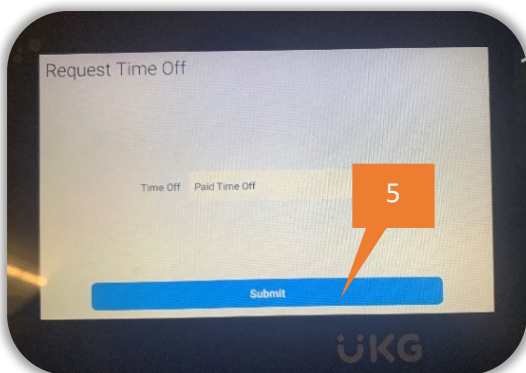 Request Time Off
Time Off Paid Time Off
5
Submit
UKG